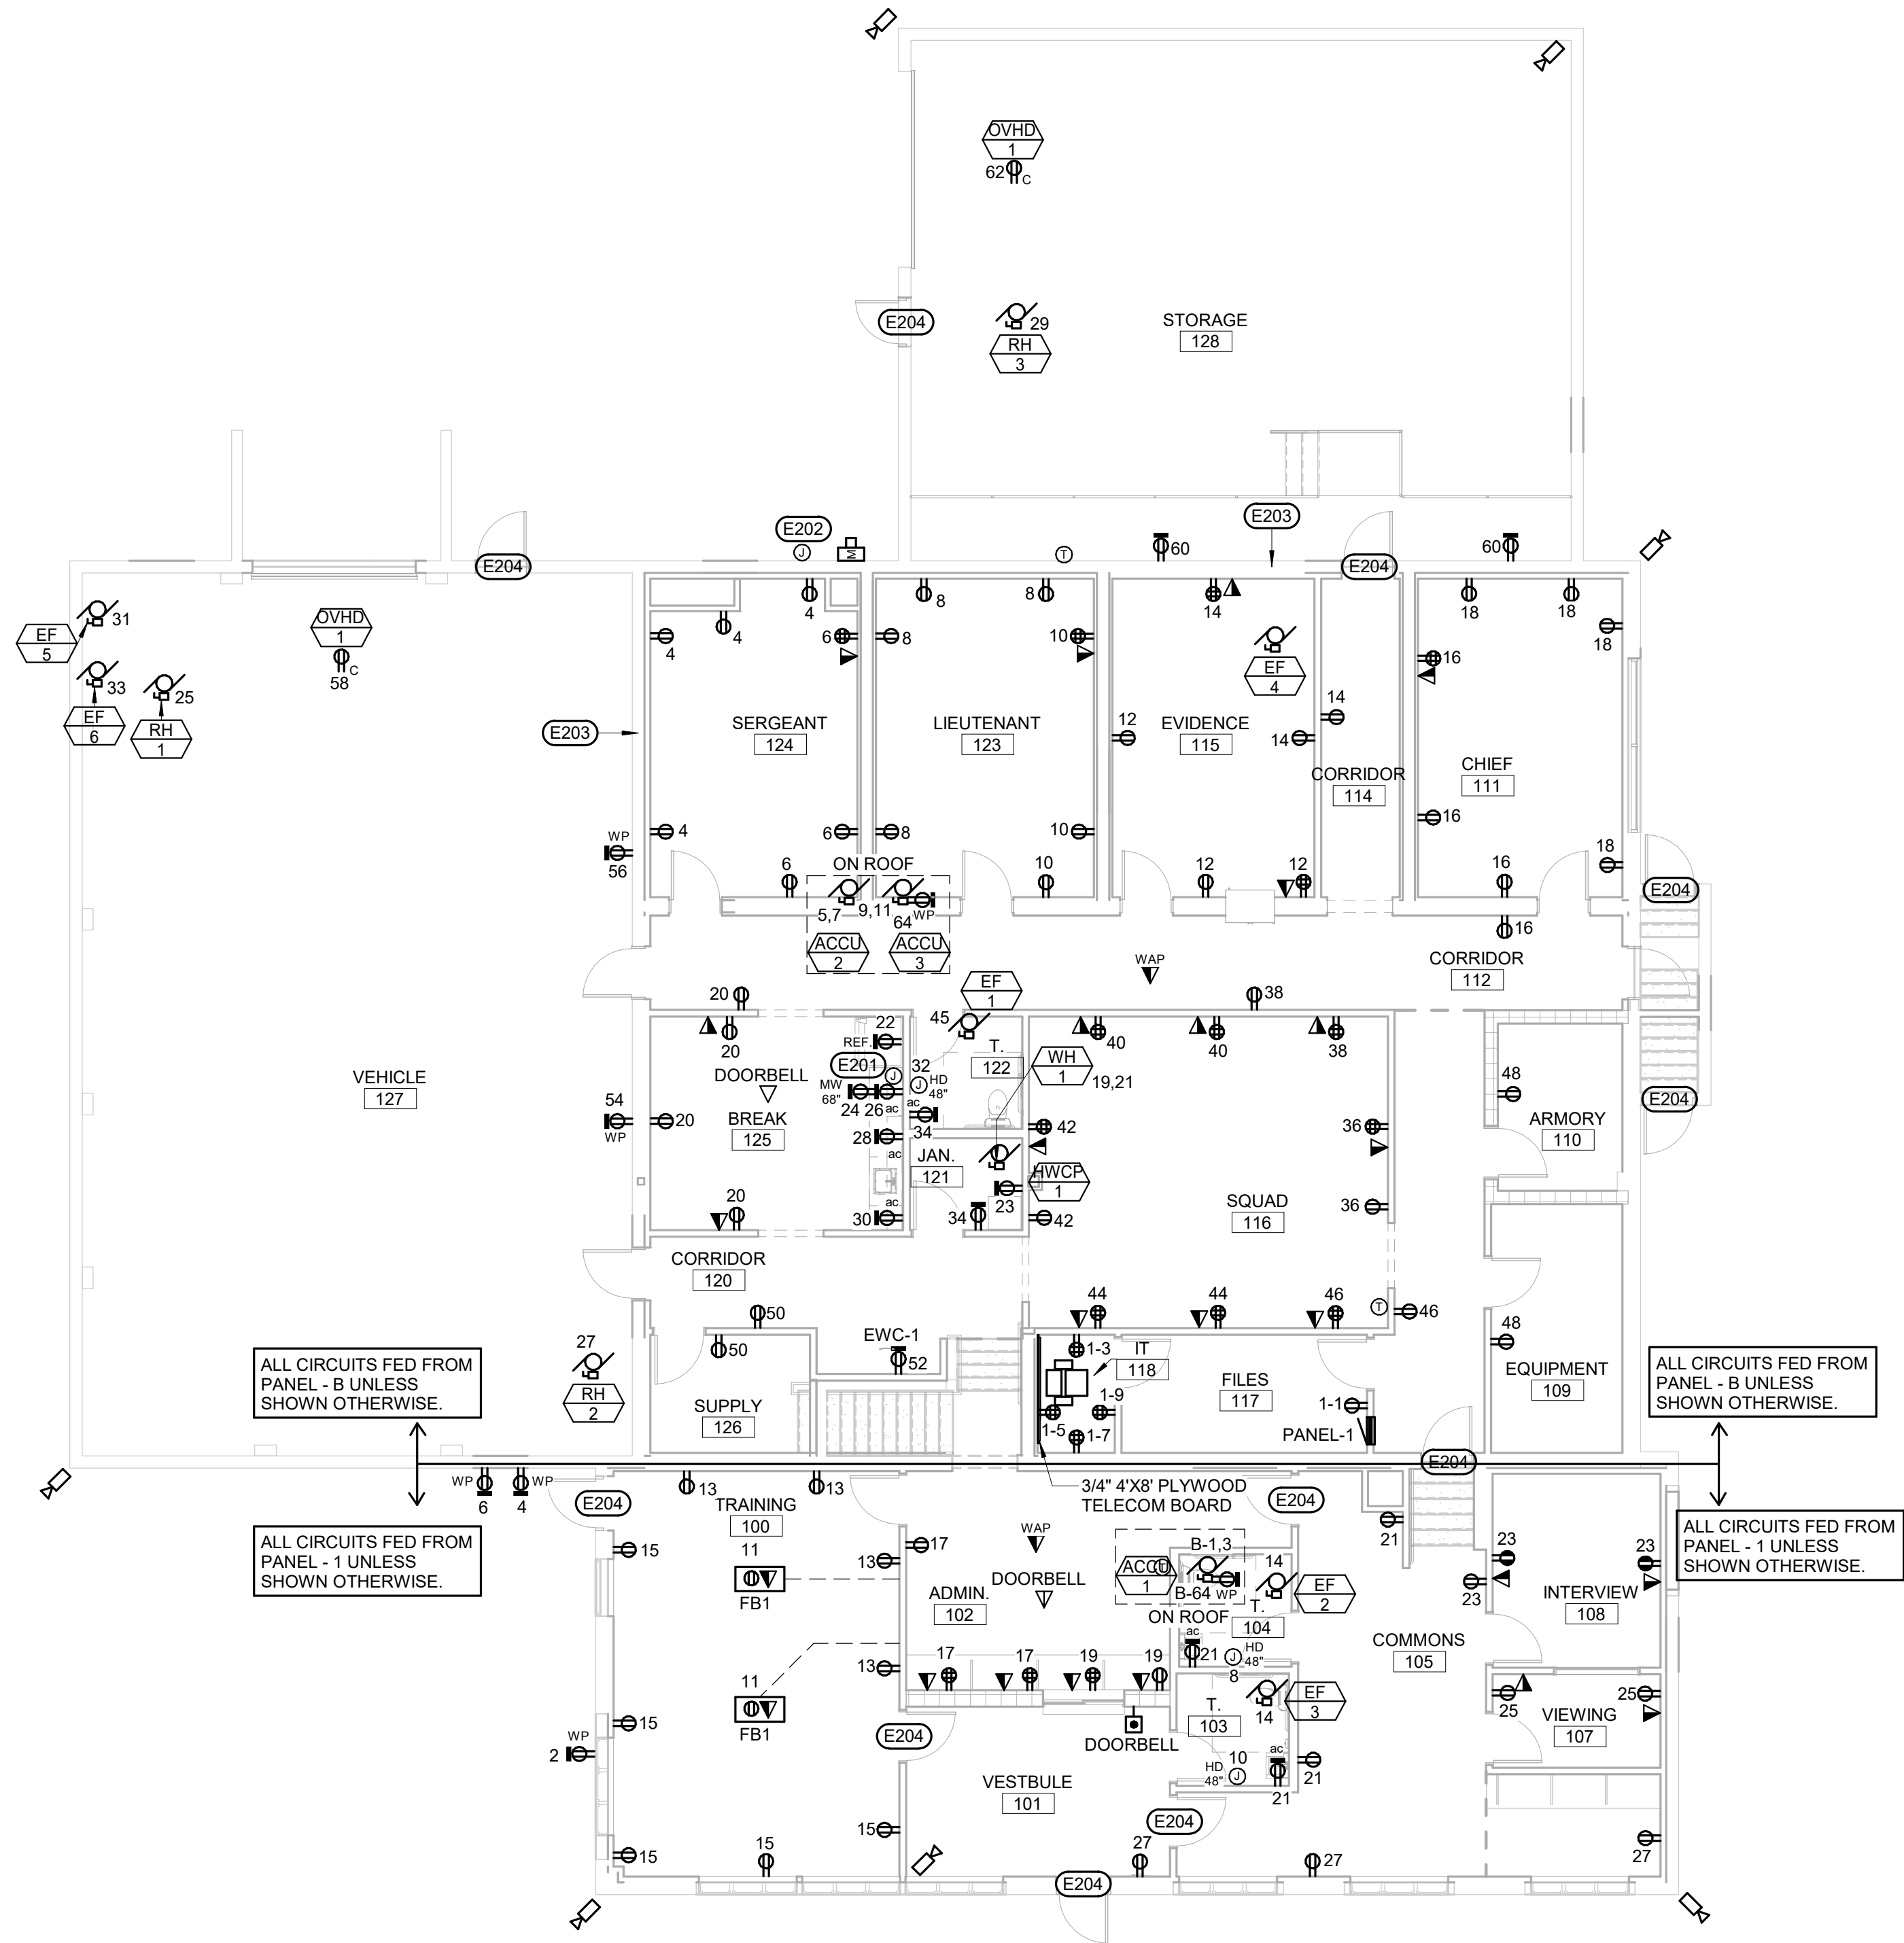 OVHD
1
62
C
E204
29
RH
3
STORAGE
128
E202
J
M
E203
T
60
60
E204
E204
31
EF
5
33
EF
6
25
RH
1
OVHD
1
58
C
4
4
4
6
8
8
8
10
14
EF
4
16
18
18
18
E203
SERGEANT
124
LIEUTENANT
123
12
EVIDENCE
115
14
14
CORRIDOR
114
CHIEF
111
WP
56
4
6
8
10
16
18
6
ON ROOF
10
12
12
16
E204
5,7
9,11
64
WP
16
ACCU
2
ACCU
3
WAP
CORRIDOR
112
20
EF
1
38
20
22
REF.
45
40
40
38
E201
J
32
J
HD
48"
T.
122
WH
1
19,21
VEHICLE
127
DOORBELL
MW
68"
24
26
ac
ac
34
48
E204
54
WP
20
BREAK
125
28
ac
42
36
ARMORY
110
JAN.
121
HWCP
1
23
20
30
ac
34
42
SQUAD
116
36
CORRIDOR
120
44
44
46
T
46
50
50
EWC-1
52
1-3
IT
118
48
27
RH
2
ALL CIRCUITS FED FROM
PANEL - B UNLESS
SHOWN OTHERWISE.
SUPPLY
126
1-9
1-5
1-7
FILES
117
1-1
PANEL-1
EQUIPMENT
109
ALL CIRCUITS FED FROM
PANEL - B UNLESS
SHOWN OTHERWISE.
E204
WP
6
WP
4
E204
13
13
TRAINING
100
3/4" 4'X8' PLYWOOD
TELECOM BOARD
E204
21
ALL CIRCUITS FED FROM
PANEL - 1 UNLESS
SHOWN OTHERWISE.
ALL CIRCUITS FED FROM
PANEL - 1 UNLESS
SHOWN OTHERWISE.
15
11
FB1
13
17
WAP
B-1,3
14
ACCU
1
B-64
WP
23
23
23
DOORBELL
ADMIN.
102
ON ROOF
T.
104
EF
2
INTERVIEW
108
ac
21
J
HD
48"
8
COMMONS
105
13
17
17
19
19
11
FB1
15
T.
103
14
EF
3
25
25
VIEWING
107
WP
2
E204
DOORBELL
10
HD
48"
J
ac
21
21
VESTBULE
101
E204
15
15
15
27
27
27
E204